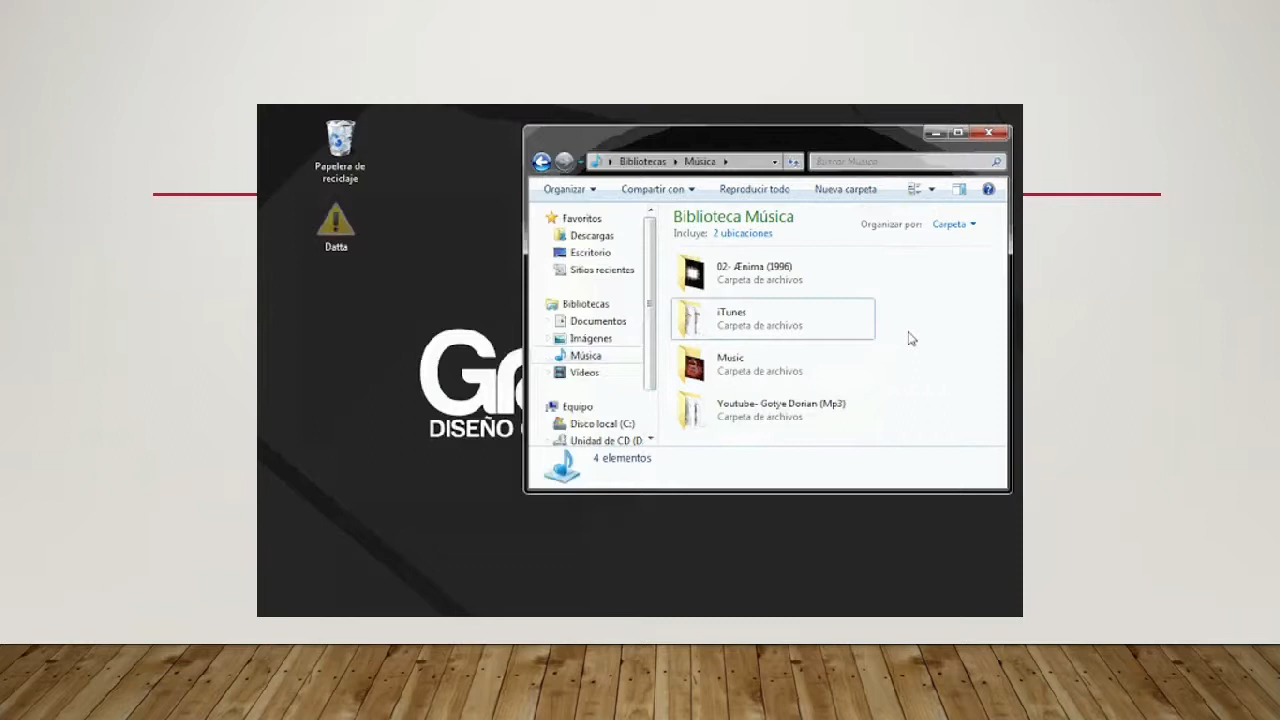 Papelera de
reciclaje
Datta
DISEÑO
Bibliotecas
Música
Buscar Música
Organizar
Compartir con
Reproducir todo
Nueva carpeta
Favoritos
Descargas
Escritorio
Sitios recientes
Bibliotecas
Documentos
Imágenes
Música
Vídeos
Equipo
Disco local (C:)
Unidad de CD (D
Biblioteca Música
Incluye: 2 ubicaciones
Organizar por: Carpeta
02- Ænima (1996)
Carpeta de archivos
iTunes
Carpeta de archivos
Music
Carpeta de archivos
Youtube- Gotye Dorian (Mp3)
Carpeta de archivos
4 elementos